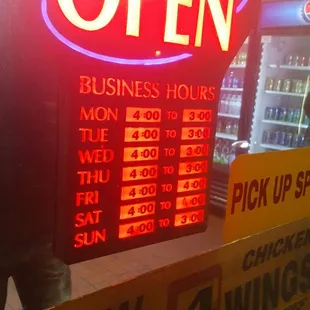 OPEN
BUSINESS HOURS
MON 4:00 TO 3:00
TUE 4:00 TO 3:00
WED 4:00 TO 3:00
THU 4:00 TO 3:00
FRI 4:00 TO 3:00
SAT 4:00 TO 3:00
SUN 4:00 TO 3:00
PICK UP SP
CHICKEN
WINGS